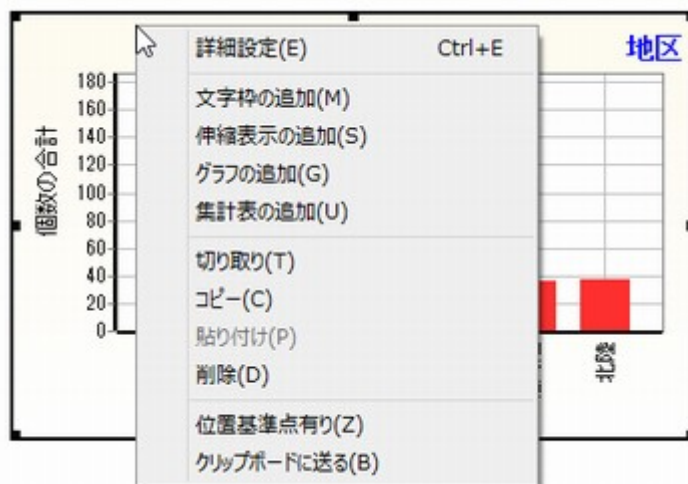 詳細設定(E) Ctrl+E
地区
文字枠の追加(M)
伸縮表示の追加(S)
グラフの追加(G)
集計表の追加(U)
切り取り(T)
コピー(C)
貼り付け(P)
削除(D)
位置基準点有り(Z)
クリップボードに送る(B)
個数の合計
180
160
140
120
100
80
60
40
20
0
北陸